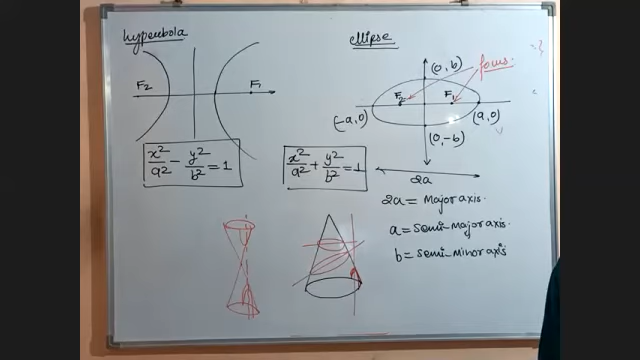 hyperbola
F2 F1
x²/a² - y²/b² = 1
ellipse
(0, b)
focus.
F2 F1
(-a, 0) (a, 0)
(0, -b)
x²/a² + y²/b² = 1
2a
2a = Major axis.
a = semi-major axis.
b = semi-minor axis